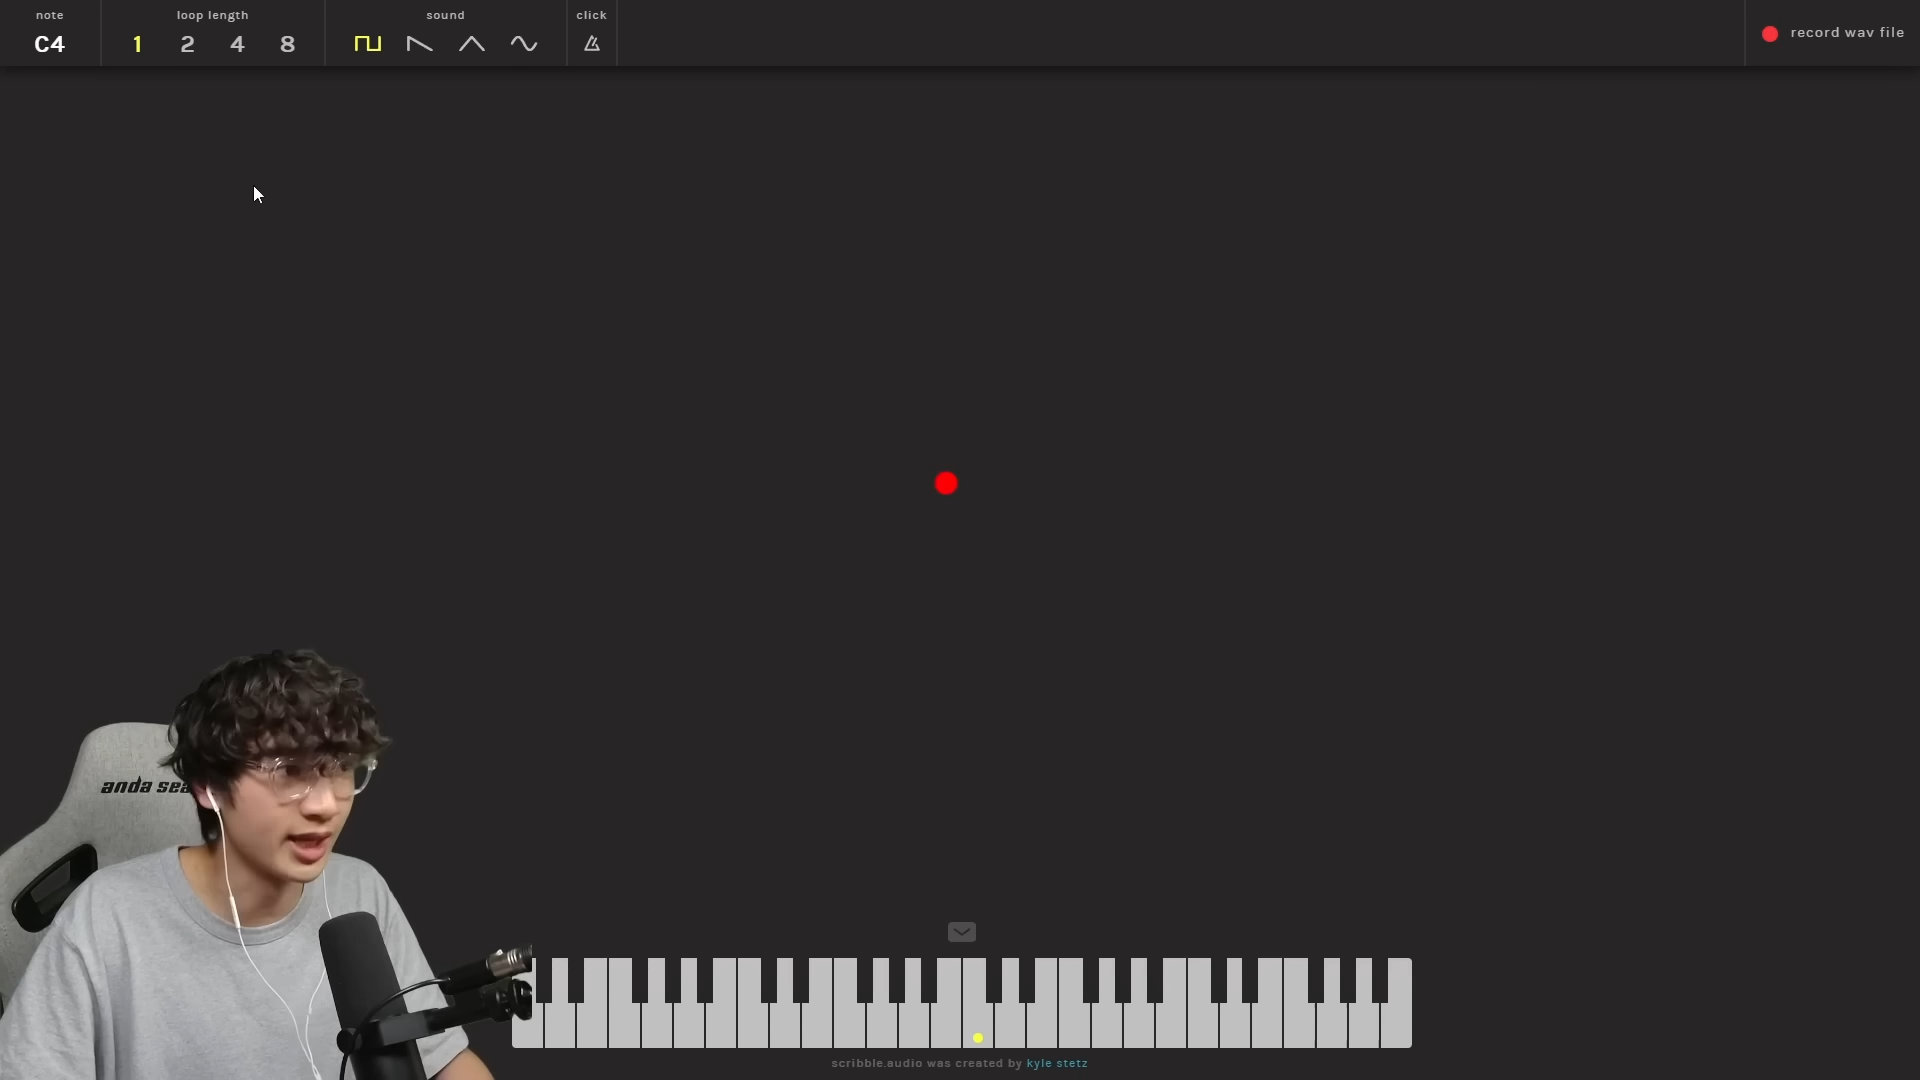 note
C4
loop length
1 2 4 8
sound
click
record wav file
anda sea
scribble.audio was created by kyle stetz